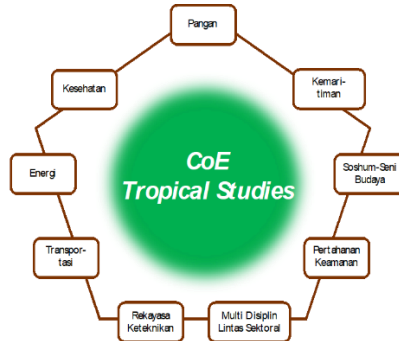 Pangan
Kemari-
timan
Soshum-Seni
Budaya
Pertahanan
Keamanan
Multi Disiplin
Lintas Sektoral
Rekayasa
Keteknikan
Transpor-
tasi
Energi
Kesehatan
CoE
Tropical Studies